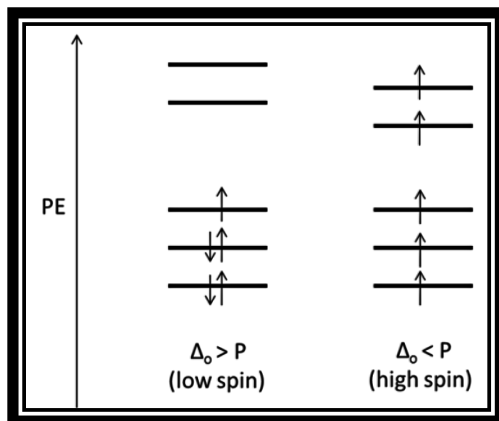 PE
Δₒ > P
(low spin)
Δₒ < P
(high spin)